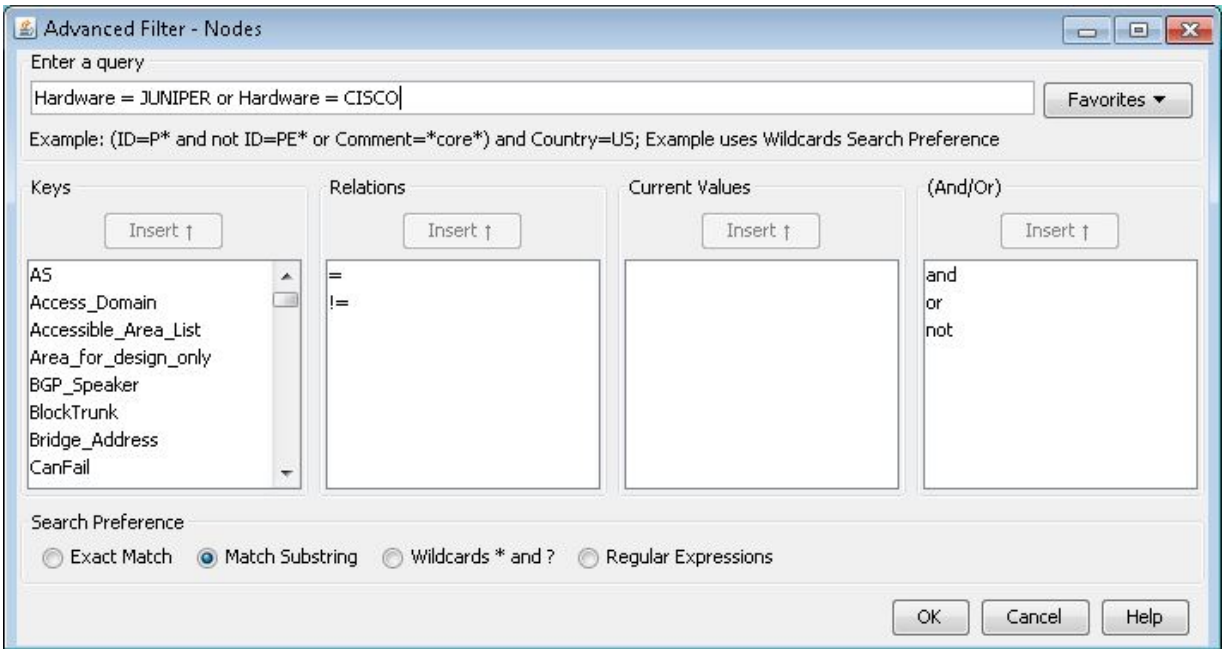 Advanced Filter - Nodes
Enter a query
Hardware = JUNIPER or Hardware = CISCO
Favorites ▼
Example: (ID=P* and not ID=PE* or Comment=*core*) and Country=US; Example uses Wildcards Search Preference
Keys
Insert ↑
AS
Access_Domain
Accessible_Area_List
Area_for_design_only
BGP_Speaker
BlockTrunk
Bridge_Address
CanFail
Relations
Insert ↑
=
!=
Current Values
Insert ↑
(And/Or)
Insert ↑
and
or
not
Search Preference
Exact Match Match Substring Wildcards * and ? Regular Expressions
OK Cancel Help